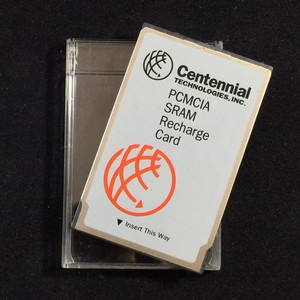 Centennial
TECHNOLOGIES, INC.
PCMCIA
SRAM
Recharge
Card
Insert This Way